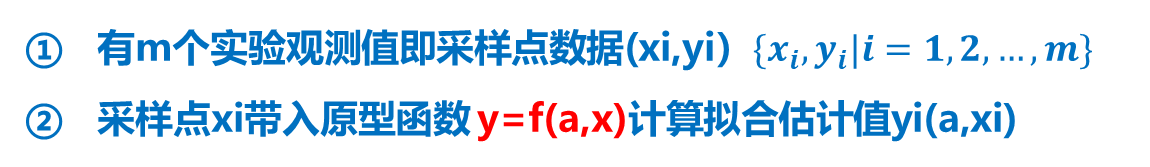 ① 有m个实验观测值即采样点数据(xi,yi) {xᵢ, yᵢ|i = 1, 2, …, m}
② 采样点xi带入原型函数 y=f(a,x)计算拟合估计值yi(a,xi)